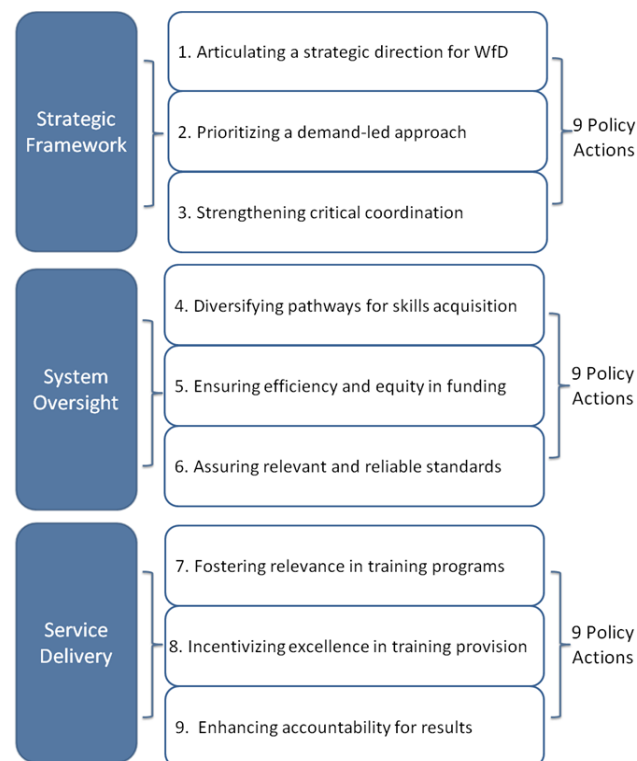 Strategic
Framework
1. Articulating a strategic direction for WfD
2. Prioritizing a demand-led approach
3. Strengthening critical coordination
9 Policy
Actions
System
Oversight
4. Diversifying pathways for skills acquisition
5. Ensuring efficiency and equity in funding
6. Assuring relevant and reliable standards
9 Policy
Actions
Service
Delivery
7. Fostering relevance in training programs
8. Incentivizing excellence in training provision
9. Enhancing accountability for results
9 Policy
Actions